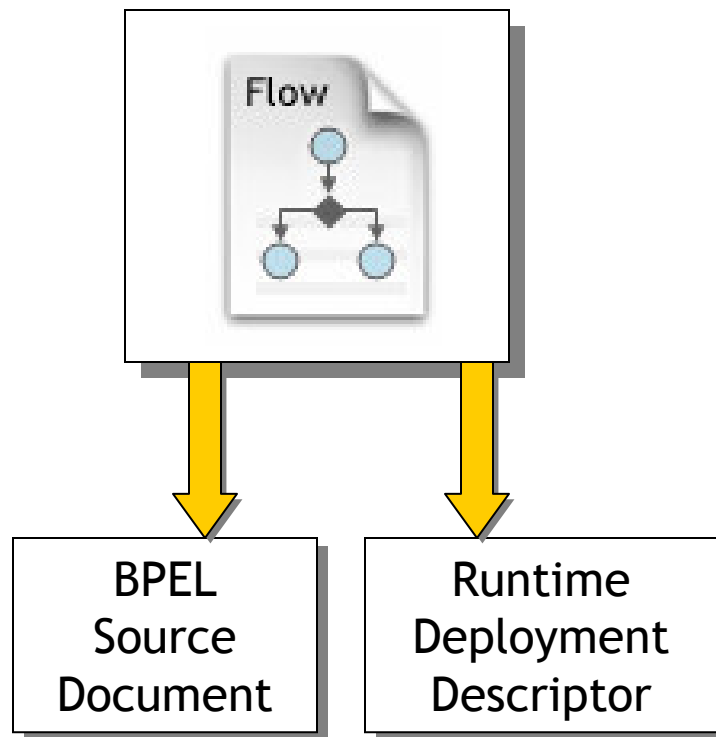 Flow
BPEL
Source
Document
Runtime
Deployment
Descriptor